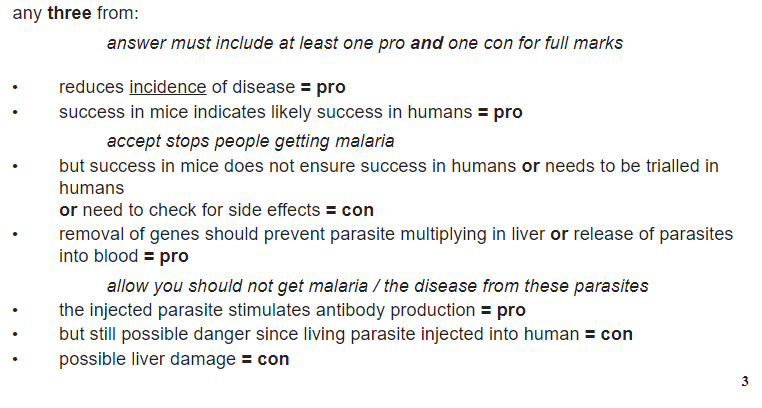 any three from:
answer must include at least one pro and one con for full marks
• reduces incidence of disease = pro
• success in mice indicates likely success in humans = pro
accept stops people getting malaria
• but success in mice does not ensure success in humans or needs to be trialled in
humans
or need to check for side effects = con
• removal of genes should prevent parasite multiplying in liver or release of parasites
into blood = pro
allow you should not get malaria / the disease from these parasites
• the injected parasite stimulates antibody production = pro
• but still possible danger since living parasite injected into human = con
• possible liver damage = con
3